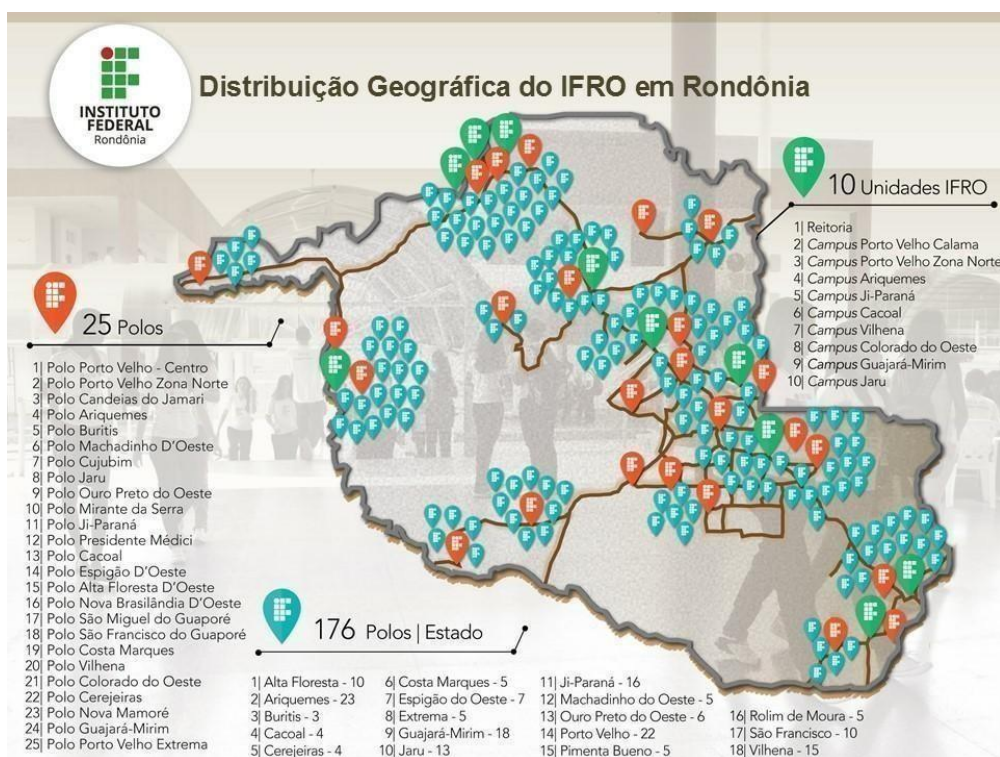 INSTITUTO
FEDERAL
Rondônia
Distribuição Geográfica do IFRO em Rondônia
10 Unidades IFRO
1| Reitoria
2| Campus Porto Velho Calama
3| Campus Porto Velho Zona Norte
4| Campus Ariquemes
5| Campus Ji-Paraná
6| Campus Cacoal
7| Campus Vilhena
8| Campus Colorado do Oeste
9| Campus Guajará-Mirim
10| Campus Jaru
25 Polos
1| Polo Porto Velho - Centro
2| Polo Porto Velho Zona Norte
3| Polo Candeias do Jamari
4| Polo Ariquemes
5| Polo Buritis
6| Polo Machadinho D'Oeste
7| Polo Cujubim
8| Polo Jaru
9| Polo Ouro Preto do Oeste
10| Polo Mirante da Serra
11| Polo Ji-Paraná
12| Polo Presidente Médici
13| Polo Cacoal
14| Polo Espigão D'Oeste
15| Polo Alta Floresta D'Oeste
16| Polo Nova Brasilândia D'Oeste
17| Polo São Miguel do Guaporé
18| Polo São Francisco do Guaporé
19| Polo Costa Marques
20| Polo Vilhena
21| Polo Colorado do Oeste
22| Polo Cerejeiras
23| Polo Nova Mamoré
24| Polo Guajará-Mirim
25| Polo Porto Velho Extrema
176 Polos | Estado
1| Alta Floresta - 10
2| Ariquemes - 23
3| Buritis - 3
4| Cacoal - 4
5| Cerejeiras - 4
6| Costa Marques - 5
7| Espigão do Oeste - 7
8| Extrema - 5
9| Guajará-Mirim - 18
10| Jaru - 13
11| Ji-Paraná - 16
12| Machadinho do Oeste - 5
13| Ouro Preto do Oeste - 6
14| Porto Velho - 22
15| Pimenta Bueno - 5
16| Rolim de Moura - 5
17| São Francisco - 10
18| Vilhena - 15